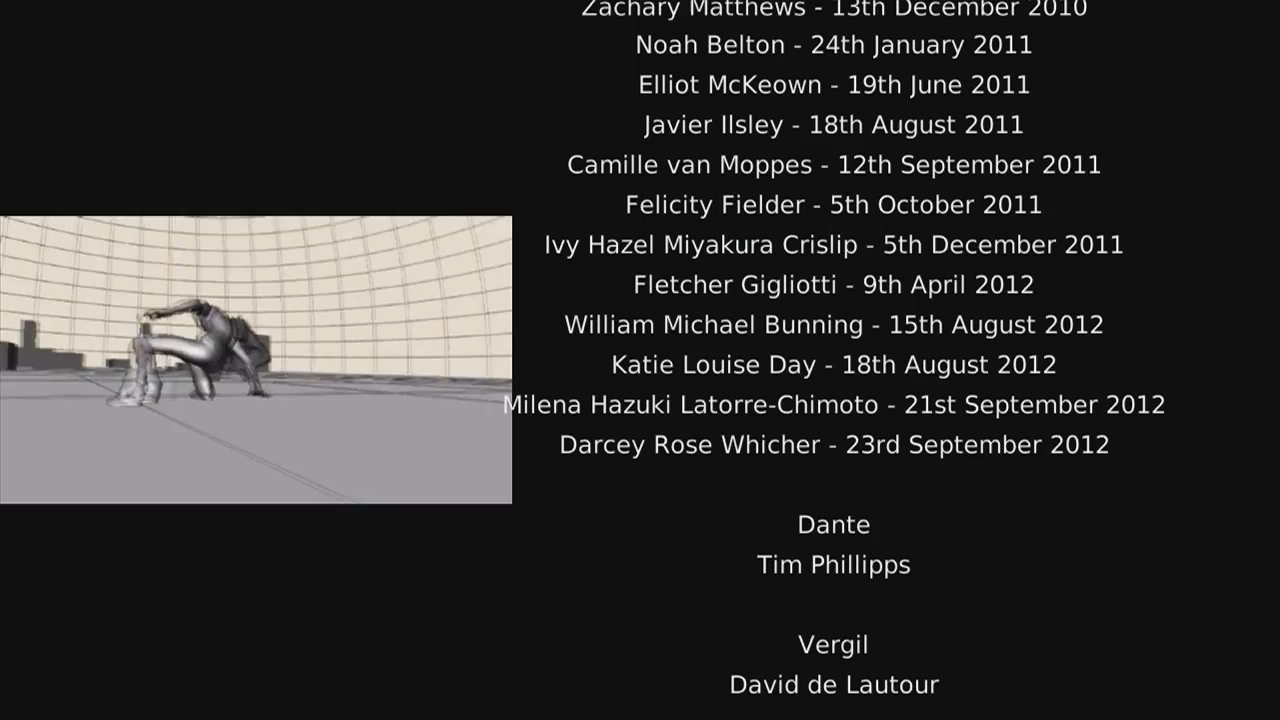 Zachary Matthews - 13th December 2010
Noah Belton - 24th January 2011
Elliot McKeown - 19th June 2011
Javier Ilsley - 18th August 2011
Camille van Moppes - 12th September 2011
Felicity Fielder - 5th October 2011
Ivy Hazel Miyakura Crislip - 5th December 2011
Fletcher Gigliotti - 9th April 2012
William Michael Bunning - 15th August 2012
Katie Louise Day - 18th August 2012
Milena Hazuki Latorre-Chimoto - 21st September 2012
Darcey Rose Whicher - 23rd September 2012
Dante
Tim Phillipps
Vergil
David de Lautour